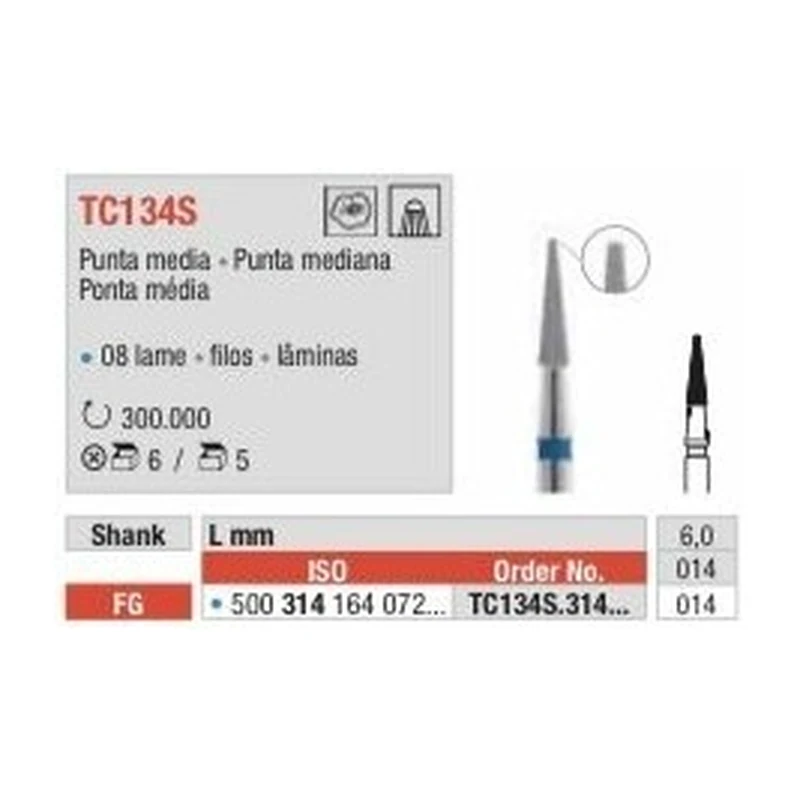 TC134S
Punta media • Punta mediana
Ponta média
• 08 lame • filos • lâminas
300.000
6 / 5
Shank L mm 6,0
ISO Order No. 014
FG • 500 314 164 072... TC134S.314... 014